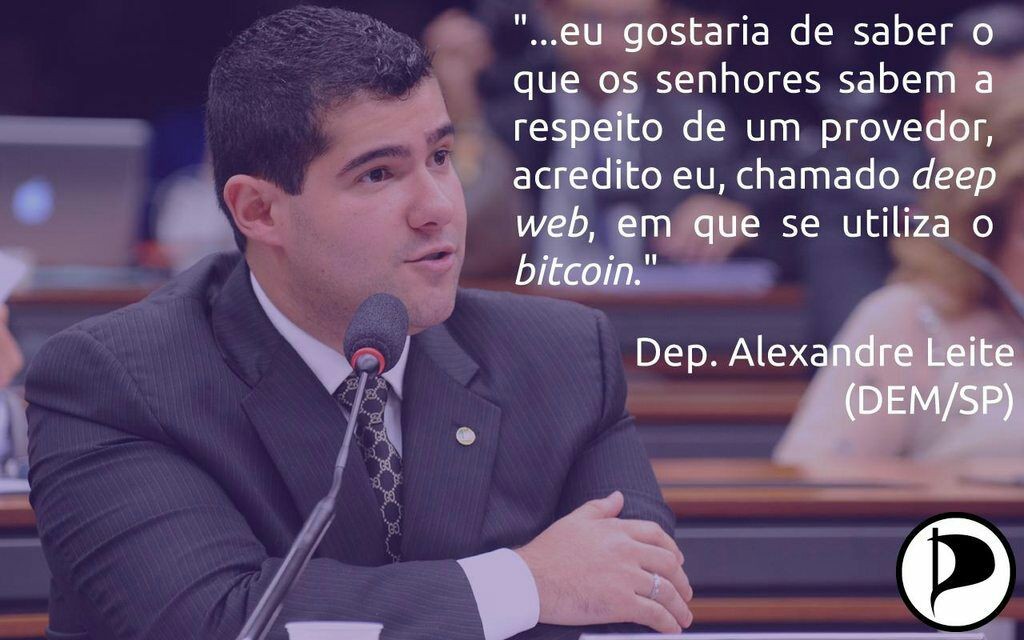 "...eu gostaria de saber o
que os senhores sabem a
respeito de um provedor,
acredito eu, chamado deep
web, em que se utiliza o
bitcoin."
Dep. Alexandre Leite
(DEM/SP)